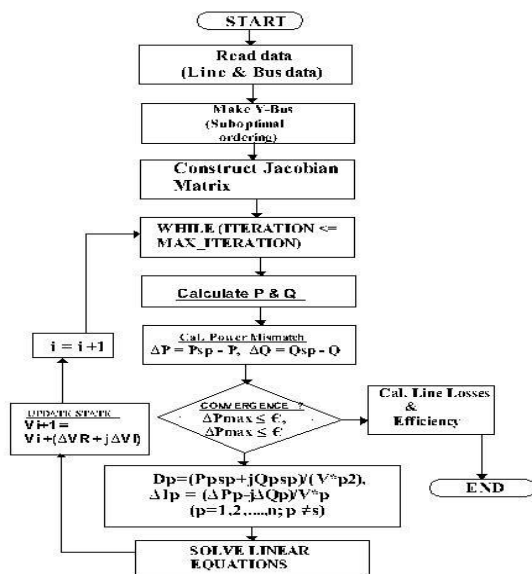 START
Read data
(Line & Bus data)
Make Y-Bus
(Suboptimal
ordering)
Construct Jacobian
Matrix
WHILE (ITERATION <=
MAX_ITERATION)
Calculate P & Q
Cal. Power Mismatch
ΔP = Psp - P, ΔQ = Qsp - Q
i = i +1
CONVERGENCE ?
ΔPmax ≤ €,
ΔPmax ≤ €
Cal. Line Losses
&
Efficiency
END
UPDATE STATE
Vi+1 =
Vi+(ΔVR + jΔVI)
Dp=(Ppsp+jQpsp)/(V*p2),
ΔIp = (ΔPp-jΔQp)/V*p
(p=1,2,....,n; p ≠s)
SOLVE LINEAR
EQUATIONS